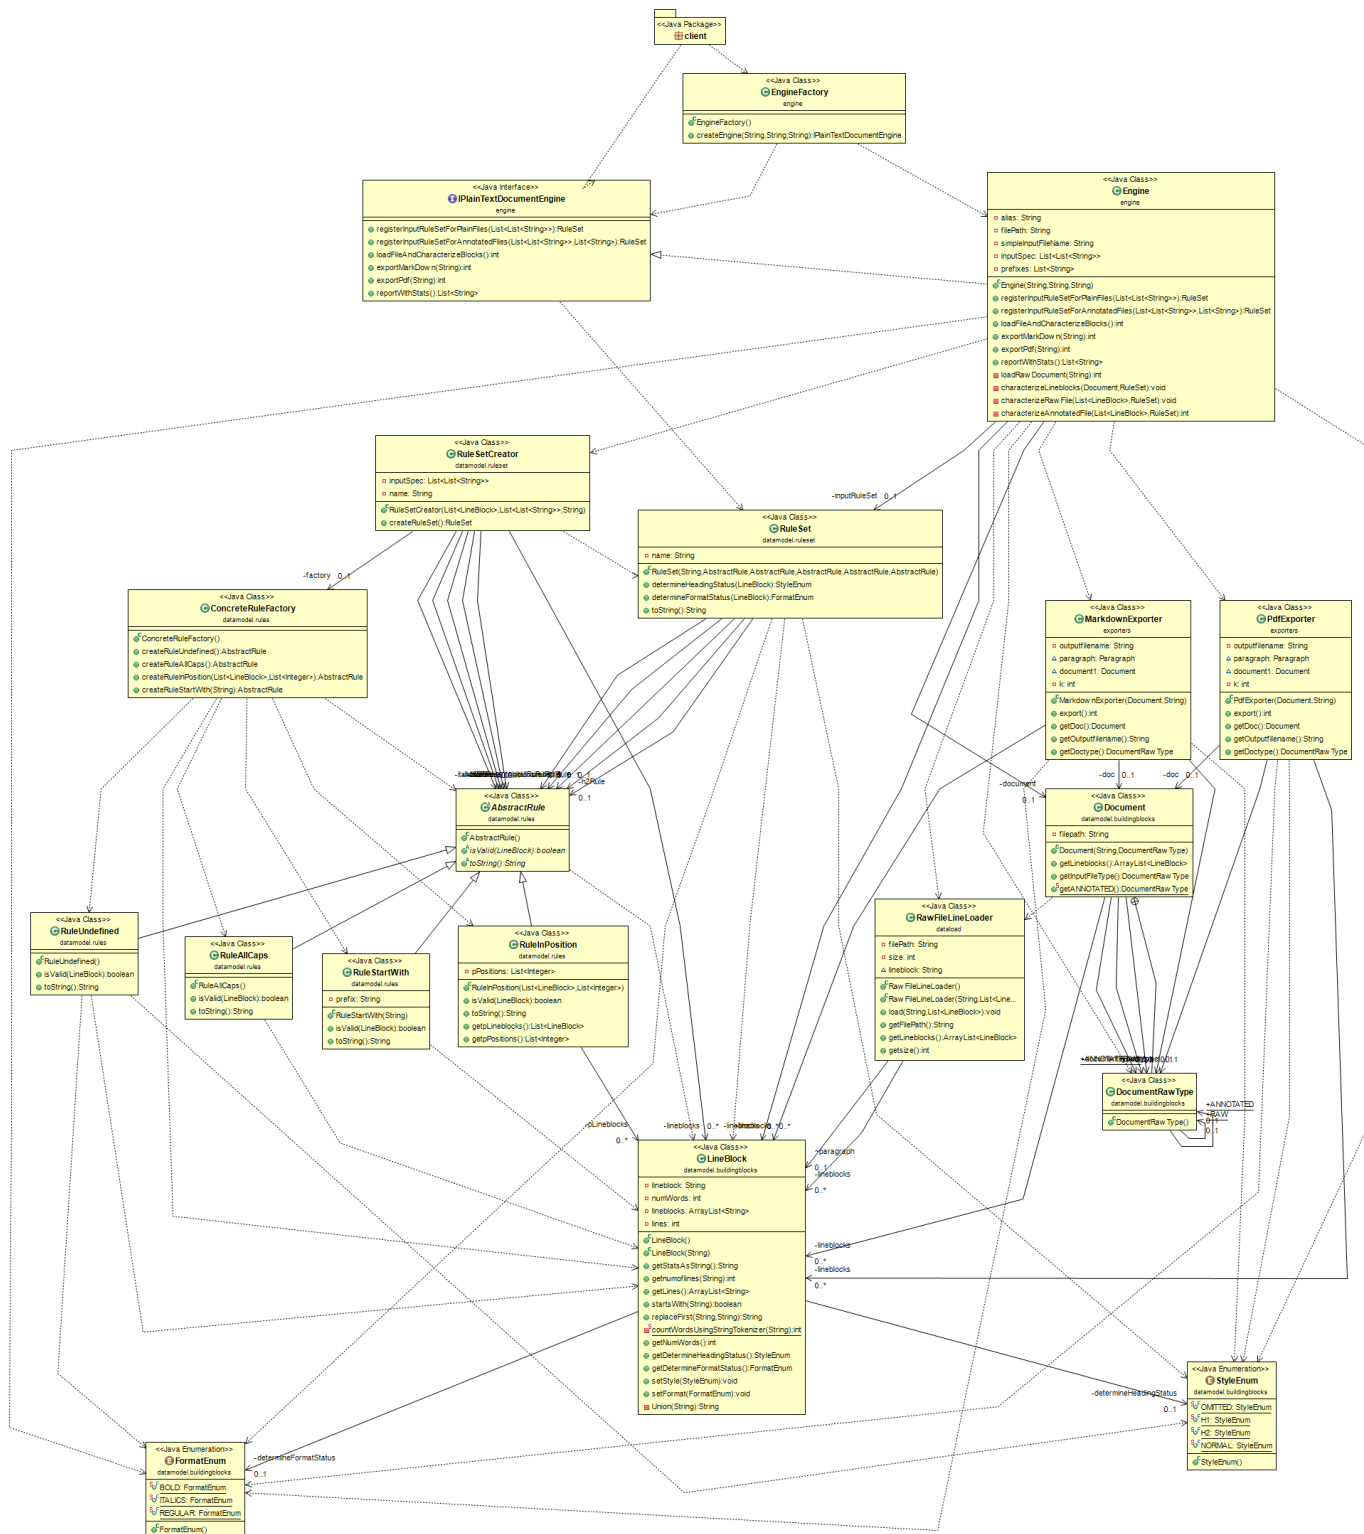 <<Java Package>>
client
<<Java Class>>
EngineFactory
engine
EngineFactory()
createEngine(String,String,String):IPlainTextDocumentEngine
<<Java Interface>>
IPlainTextDocumentEngine
engine
registerInputRuleSetForPlainFiles(List<List<String>>):RuleSet
registerInputRuleSetForAnnotatedFiles(List<List<String>>,List<String>):RuleSet
loadFileAndCharacterizeBlocks():int
exportMarkDown(String):int
exportPdf(String):int
reportWithStats():List<String>
<<Java Class>>
Engine
engine
alias: String
filePath: String
simpleInputFileName: String
inputSpec: List<List<String>>
prefixes: List<String>
Engine(String,String,String)
registerInputRuleSetForPlainFiles(List<List<String>>):RuleSet
registerInputRuleSetForAnnotatedFiles(List<List<String>>,List<String>):RuleSet
loadFileAndCharacterizeBlocks():int
exportMarkDown(String):int
exportPdf(String):int
reportWithStats():List<String>
loadRawDocument(String):int
characterizeLineblocks(Document,RuleSet):void
characterizeRawFile(List<LineBlock>,RuleSet):void
characterizeAnnotatedFile(List<LineBlock>,RuleSet):int
<<Java Class>>
RuleSetCreator
datamodel.ruleset
inputSpec: List<List<String>>
name: String
RuleSetCreator(List<LineBlock>,List<List<String>>,String)
createRuleSet():RuleSet
-inputRuleSet 0..1
<<Java Class>>
RuleSet
datamodel.ruleset
name: String
RuleSet(String,AbstractRule,AbstractRule,AbstractRule,AbstractRule,AbstractRule)
determineHeadingStatus(LineBlock):StyleEnum
determineFormatStatus(LineBlock):FormatEnum
toString():String
-factory 0..1
<<Java Class>>
ConcreteRuleFactory
datamodel.rules
ConcreteRuleFactory()
createRuleUndefined():AbstractRule
createRuleAllCaps():AbstractRule
createRuleInPosition(List<LineBlock>,List<Integer>):AbstractRule
createRuleStartWith(String):AbstractRule
<<Java Class>>
MarkdownExporter
exporters
outputfilename: String
paragraph: Paragraph
document1: Document
k: int
MarkdownExporter(Document,String)
export():int
getDoc():Document
getOutputfilename():String
getDoctype():DocumentRawType
<<Java Class>>
PdfExporter
exporters
outputfilename: String
paragraph: Paragraph
document1: Document
k: int
PdfExporter(Document,String)
export():int
getDoc():Document
getOutputfilename():String
getDoctype():DocumentRawType
-h2Rule
0..1
<<Java Class>>
AbstractRule
datamodel.rules
AbstractRule()
isValid(LineBlock):boolean
toString():String
-doc 0..1
-doc 0..1
-document
0..1
<<Java Class>>
Document
datamodel.buildingblocks
filepath: String
Document(String,DocumentRawType)
getLineblocks():ArrayList<LineBlock>
getInputFileType():DocumentRawType
getANNOTATED():DocumentRawType
<<Java Class>>
RuleUndefined
datamodel.rules
RuleUndefined()
isValid(LineBlock):boolean
toString():String
<<Java Class>>
RuleAllCaps
datamodel.rules
RuleAllCaps()
isValid(LineBlock):boolean
toString():String
<<Java Class>>
RuleStartWith
datamodel.rules
prefix: String
RuleStartWith(String)
isValid(LineBlock):boolean
toString():String
<<Java Class>>
RuleInPosition
datamodel.rules
pPositions: List<Integer>
RuleInPosition(List<LineBlock>,List<Integer>)
isValid(LineBlock):boolean
toString():String
getpLineblocks():List<LineBlock>
getpPositions():List<Integer>
<<Java Class>>
RawFileLineLoader
dataload
filePath: String
size: int
lineblock: String
RawFileLineLoader()
RawFileLineLoader(String,List<Line...
load(String,List<LineBlock>):void
getFilePath():String
getLineblocks():ArrayList<LineBlock>
getsize():int
<<Java Class>>
DocumentRawType
datamodel.buildingblocks
DocumentRawType()
+ANNOTATED
+RAW
0..1
0..1
-pLineblocks
0..*
-lineblocks
0..*
0..*
<<Java Class>>
LineBlock
datamodel.buildingblocks
lineblock: String
numWords: int
lineblocks: ArrayList<String>
lines: int
LineBlock()
LineBlock(String)
getStatsAsString():String
getnumoflines(String):int
getLines():ArrayList<String>
startsWith(String):boolean
replaceFirst(String,String):String
countWordsUsingStringTokenizer(String):int
getNumWords():int
getDetermineHeadingStatus():StyleEnum
getDetermineFormatStatus():FormatEnum
setStyle(StyleEnum):void
setFormat(FormatEnum):void
Union(String):String
~paragraph
0..1
-lineblocks
0..*
-lineblocks
0..*
-lineblocks
0..*
-determineHeadingStatus
0..1
<<Java Enumeration>>
StyleEnum
datamodel.buildingblocks
OMITTED: StyleEnum
H1: StyleEnum
H2: StyleEnum
NORMAL: StyleEnum
StyleEnum()
-determineFormatStatus
0..1
<<Java Enumeration>>
FormatEnum
datamodel.buildingblocks
BOLD: FormatEnum
ITALICS: FormatEnum
REGULAR: FormatEnum
FormatEnum()